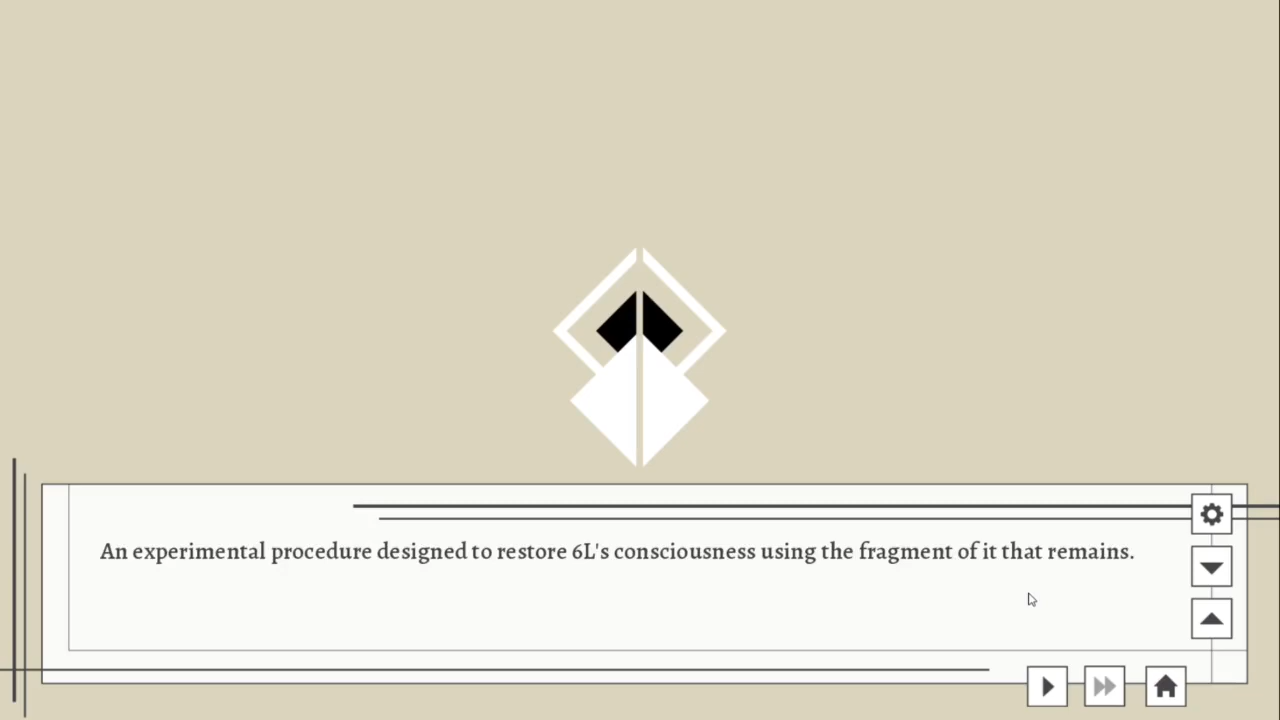 An experimental procedure designed to restore 6L's consciousness using the fragment of it that remains.